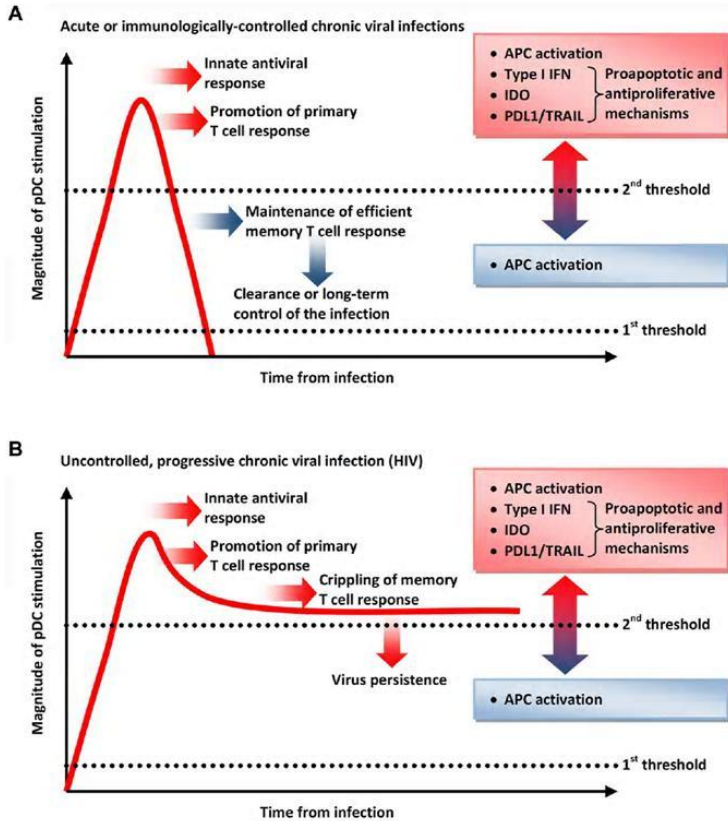 A
Acute or immunologically-controlled chronic viral infections
Magnitude of pDC stimulation
Innate antiviral
response
Promotion of primary
T cell response
• APC activation
• Type I IFN
• IDO
• PDL1/TRAIL
Proapoptotic and
antiproliferative
mechanisms
2nd threshold
Maintenance of efficient
memory T cell response
• APC activation
Clearance or long-term
control of the infection
1st threshold
Time from infection
B
Uncontrolled, progressive chronic viral infection (HIV)
Magnitude of pDC stimulation
Innate antiviral
response
Promotion of primary
T cell response
Crippling of memory
T cell response
• APC activation
• Type I IFN
• IDO
• PDL1/TRAIL
Proapoptotic and
antiproliferative
mechanisms
2nd threshold
Virus persistence
• APC activation
1st threshold
Time from infection